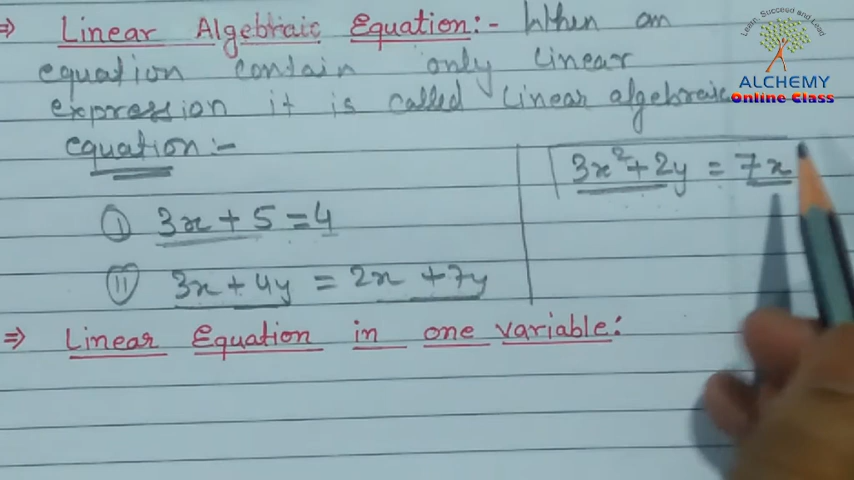 ⇒ Linear Algebraic Equation:- When an
equation contain only linear
expression it is called linear algebraic
equation:-
3x² + 2y = 7x
(i) 3x + 5 = 4
(ii) 3x + 4y = 2x + 7y
⇒ Linear Equation in one variable:
Learn, Succeed and Lead
ALCHEMY
Online Class